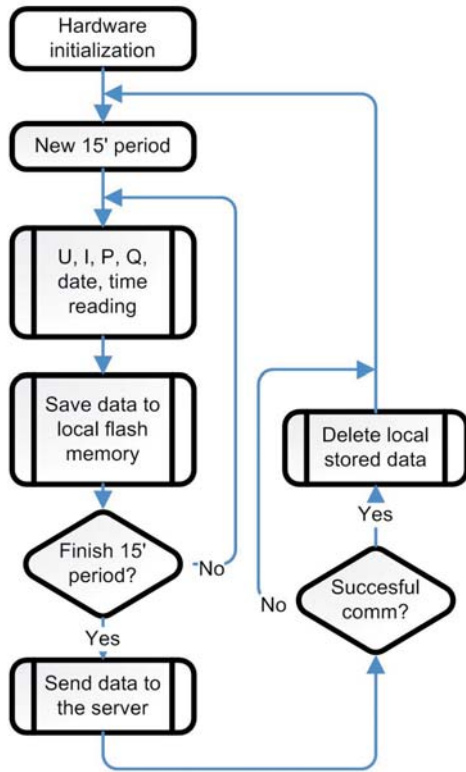 Hardware
initialization
New 15' period
U, I, P, Q,
date, time
reading
Save data to
local flash
memory
Finish 15'
period?
No
Yes
Send data to
the server
Delete local
stored data
Yes
Succesful
comm?
No